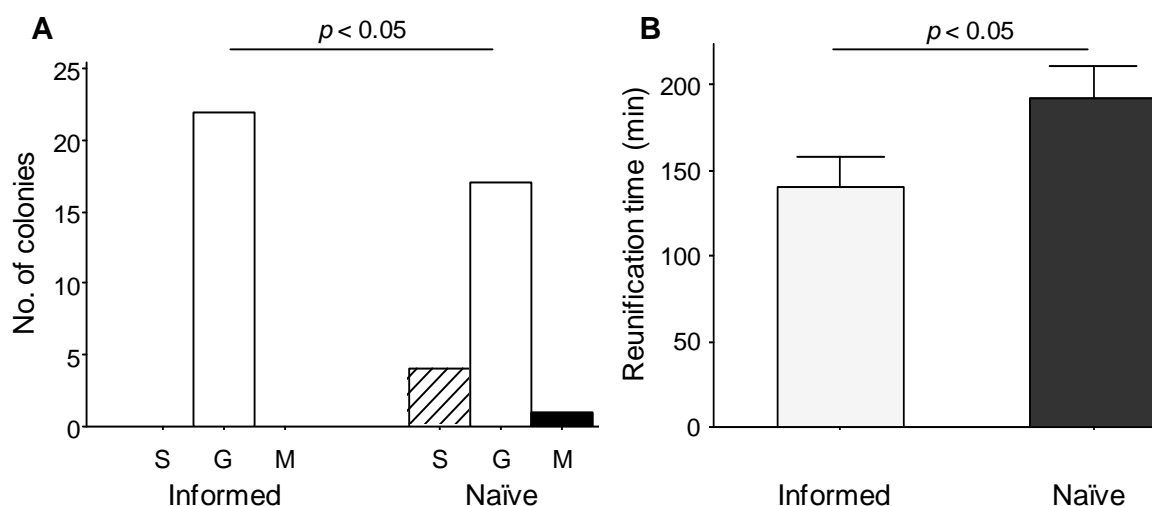 A
p < 0.05
No. of colonies
25
20
15
10
5
0
S G M S G M
Informed Naïve
B
p < 0.05
Reunification time (min)
200
150
100
50
0
Informed Naïve